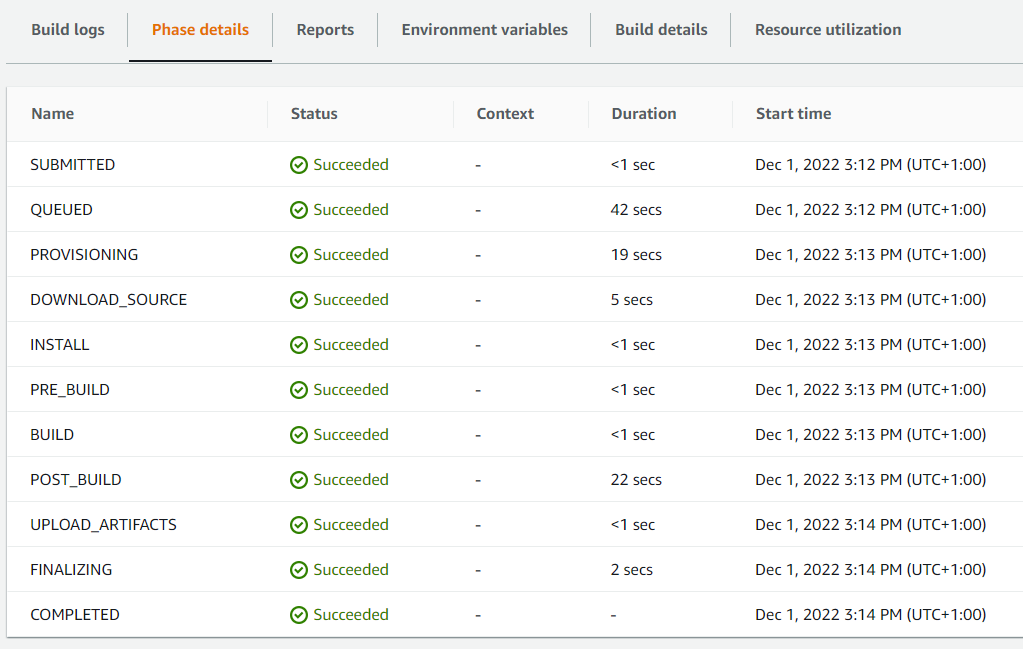 Build logs Phase details Reports Environment variables Build details Resource utilization
Name Status Context Duration Start time
SUBMITTED Succeeded - <1 sec Dec 1, 2022 3:12 PM (UTC+1:00)
QUEUED Succeeded - 42 secs Dec 1, 2022 3:12 PM (UTC+1:00)
PROVISIONING Succeeded - 19 secs Dec 1, 2022 3:13 PM (UTC+1:00)
DOWNLOAD_SOURCE Succeeded - 5 secs Dec 1, 2022 3:13 PM (UTC+1:00)
INSTALL Succeeded - <1 sec Dec 1, 2022 3:13 PM (UTC+1:00)
PRE_BUILD Succeeded - <1 sec Dec 1, 2022 3:13 PM (UTC+1:00)
BUILD Succeeded - <1 sec Dec 1, 2022 3:13 PM (UTC+1:00)
POST_BUILD Succeeded - 22 secs Dec 1, 2022 3:13 PM (UTC+1:00)
UPLOAD_ARTIFACTS Succeeded - <1 sec Dec 1, 2022 3:14 PM (UTC+1:00)
FINALIZING Succeeded - 2 secs Dec 1, 2022 3:14 PM (UTC+1:00)
COMPLETED Succeeded - - Dec 1, 2022 3:14 PM (UTC+1:00)